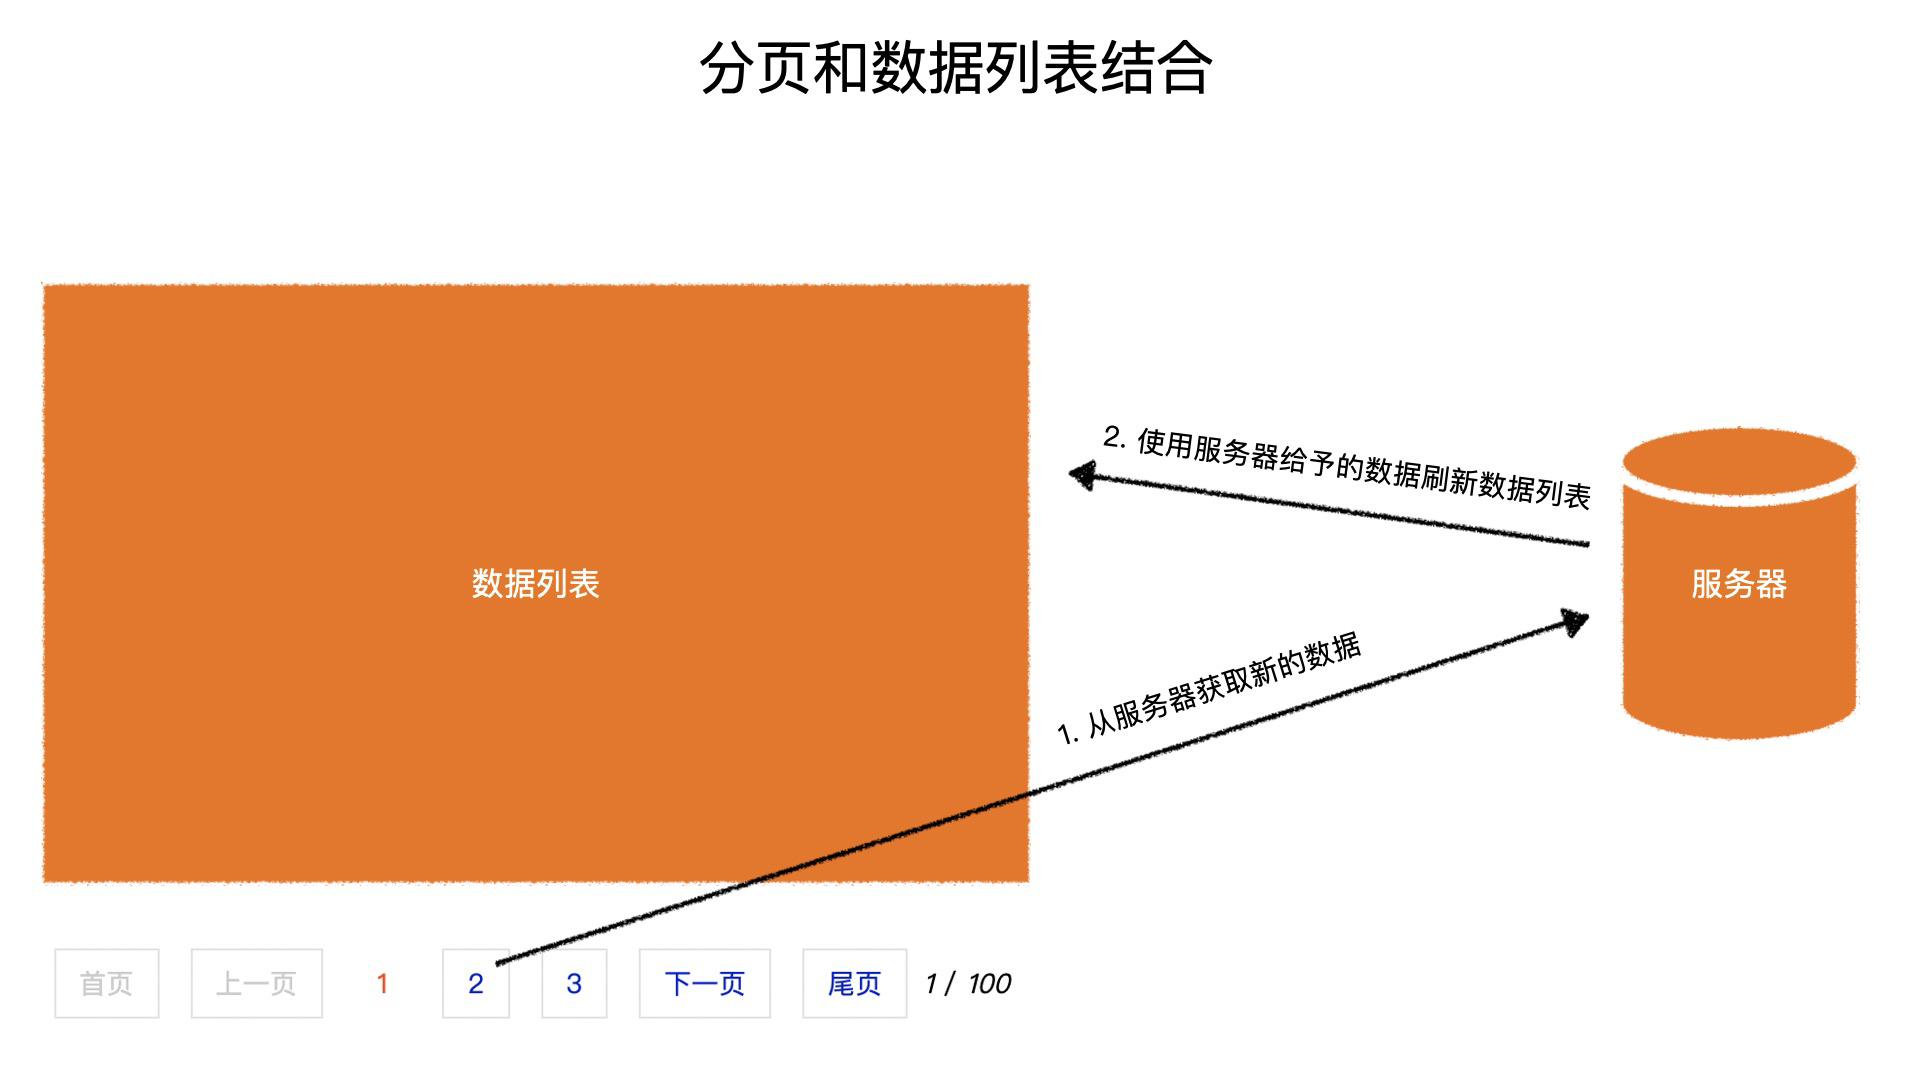 分页和数据列表结合
2. 使用服务器给予的数据刷新数据列表
数据列表
服务器
1. 从服务器获取新的数据
首页 上一页 1 2 3 下一页 尾页 1 / 100